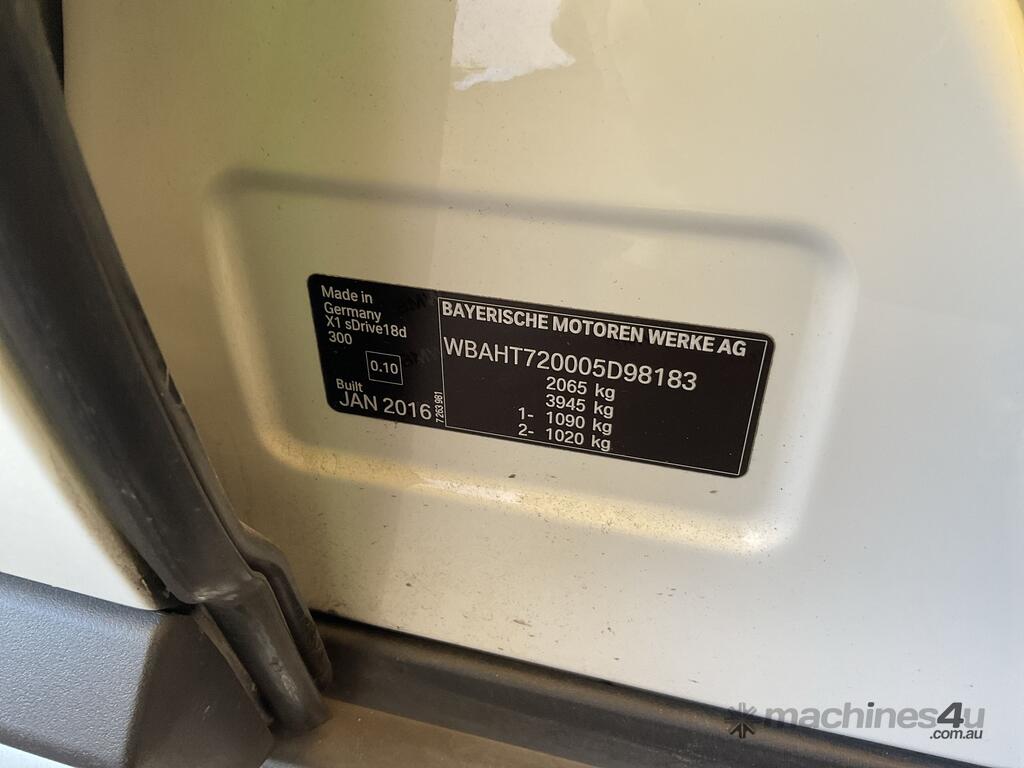 Made in
Germany
X1 sDrive18d
300
0.10
Built
JAN 2016
7 263 981
BAYERISCHE MOTOREN WERKE AG
WBAHT720005D98183
2065 kg
3945 kg
1- 1090 kg
2- 1020 kg
machines4u
.com.au